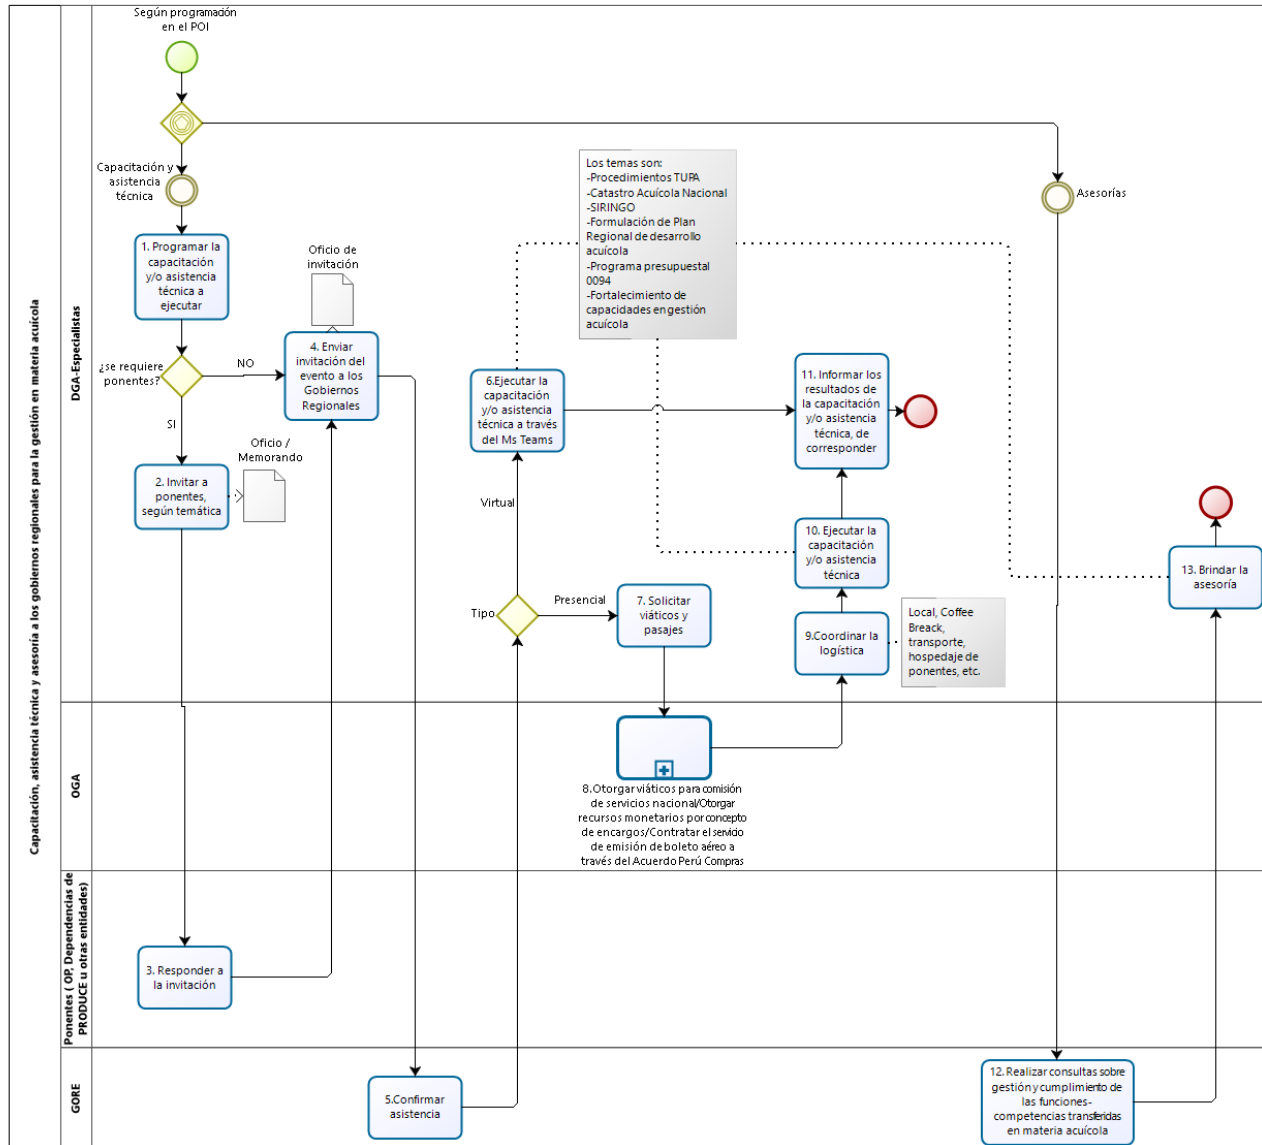 Capacitación, asistencia técnica y asesoría a los gobiernos regionales para la gestión en materia acuícola
DGA-Especialistas
Según programación
en el POI
Capacitación y
asistencia
técnica
1. Programar la
capacitación
y/o asistencia
técnica a
ejecutar
¿se requiere
ponentes?
NO
SI
Oficio de
invitación
4. Enviar
invitación del
evento a los
Gobiernos
Regionales
2. Invitar a
ponentes,
según temática
Oficio /
Memorando
Los temas son:
-Procedimientos TUPA
-Catastro Acuícola Nacional
-SIRINGO
-Formulación de Plan
Regional de desarrollo
acuícola
-Programa presupuestal
0094
-Fortalecimiento de
capacidades en gestión
acuícola
Asesorías
6.Ejecutar la
capacitación
y/o asistencia
técnica a través
del Ms Teams
Virtual
Tipo
Presencial
7. Solicitar
viáticos y
pasajes
11. Informar los
resultados de
la capacitación
y/o asistencia
técnica, de
corresponder
10. Ejecutar la
capacitación
y/o asistencia
técnica
9.Coordinar la
logística
Local, Coffee
Breack,
transporte,
hospedaje de
ponentes, etc.
13. Brindar la
asesoría
OGA
8.Otorgar viáticos para comisión
de servicios nacional/Otorgar
recursos monetarios por concepto
de encargos/Contratar el servicio
de emisión de boleto aéreo a
través del Acuerdo Perú Compras
Ponentes ( OP, Dependencias de
PRODUCE u otras entidades)
3. Responder a
la invitación
GORE
5.Confirmar
asistencia
12. Realizar consultas sobre
gestión y cumplimiento de
las funciones-
competencias transferidas
en materia acuícola